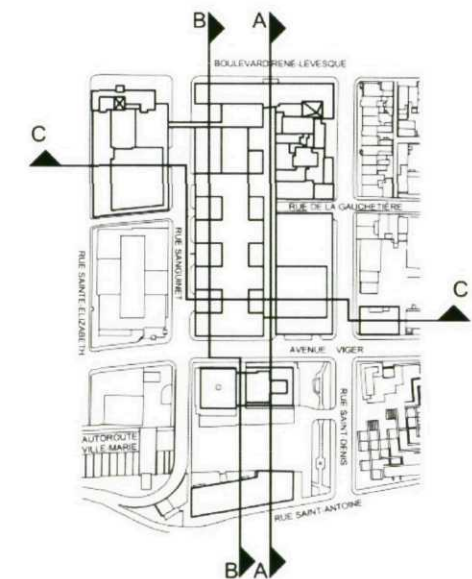 B
A
BOULEVARD RENE-LEVESQUE
C
RUE DE LA GAUCHETIÈRE
RUE SAINTE-ELIZABETH
RUE SANGUINET
C
AVENUE VIGER
RUE SAINT-DENIS
AUTOROUTE
VILLE-MARIE
RUE SAINT-ANTOINE
B
A